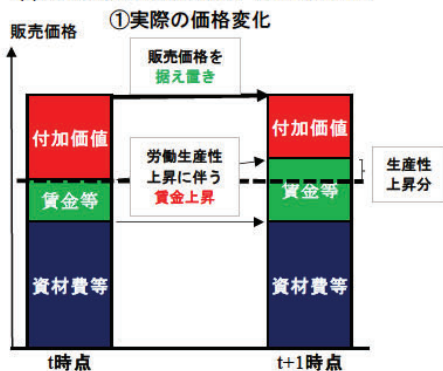 ①実際の価格変化
販売価格
販売価格を
据え置き
付加価値
付加価値
労働生産性
上昇に伴う
賃金上昇
生産性
上昇分
賃金等
賃金等
資材費等
資材費等
t時点
t+1時点